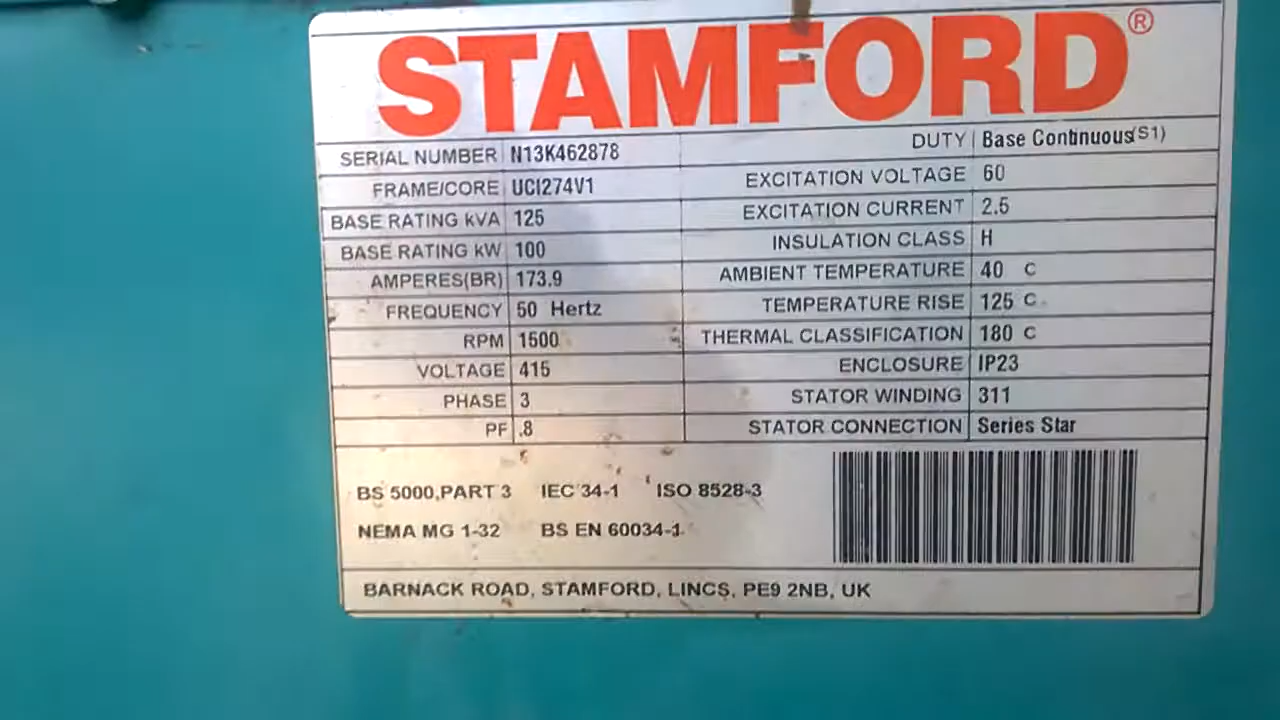 STAMFORD®
SERIAL NUMBER N13K462878 DUTY Base Continuous(S1)
FRAME/CORE UCI274V1 EXCITATION VOLTAGE 60
BASE RATING kVA 125 EXCITATION CURRENT 2.5
BASE RATING kW 100 INSULATION CLASS H
AMPERES(BR) 173.9 AMBIENT TEMPERATURE 40 C
FREQUENCY 50 Hertz TEMPERATURE RISE 125 C
RPM 1500 THERMAL CLASSIFICATION 180 C
VOLTAGE 415 ENCLOSURE IP23
PHASE 3 STATOR WINDING 311
PF .8 STATOR CONNECTION Series Star
BS 5000,PART 3 IEC 34-1 ISO 8528-3
NEMA MG 1-32 BS EN 60034-1
BARNACK ROAD, STAMFORD, LINCS, PE9 2NB, UK